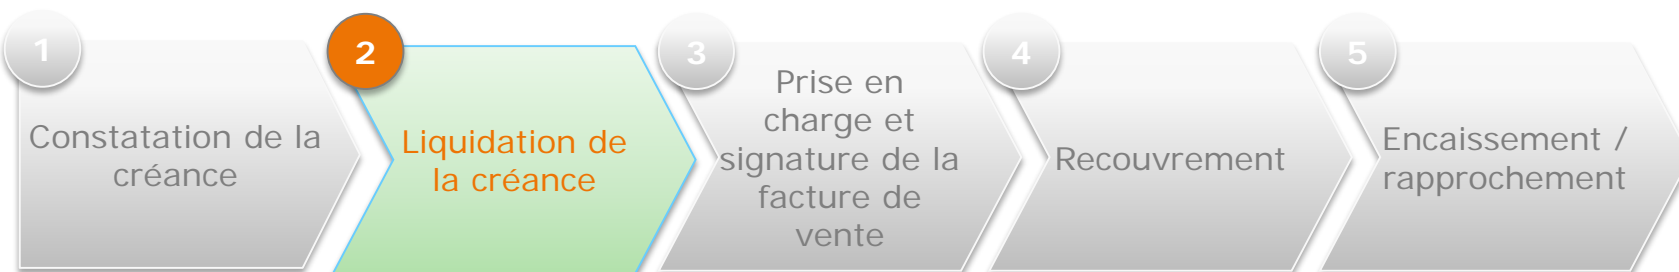 1
Constatation de la
créance
2
Liquidation de
la créance
3
Prise en
charge et
signature de la
facture de
vente
4
Recouvrement
5
Encaissement /
rapprochement